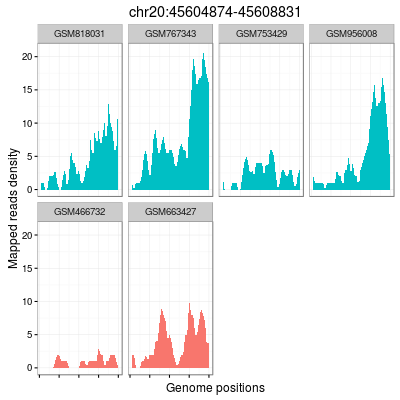 chr20:45604874-45608831
GSM818031 GSM767343 GSM753429 GSM956008
20
15
10
5
0
GSM466732 GSM663427
20
15
10
5
0
Mapped reads density
Genome positions